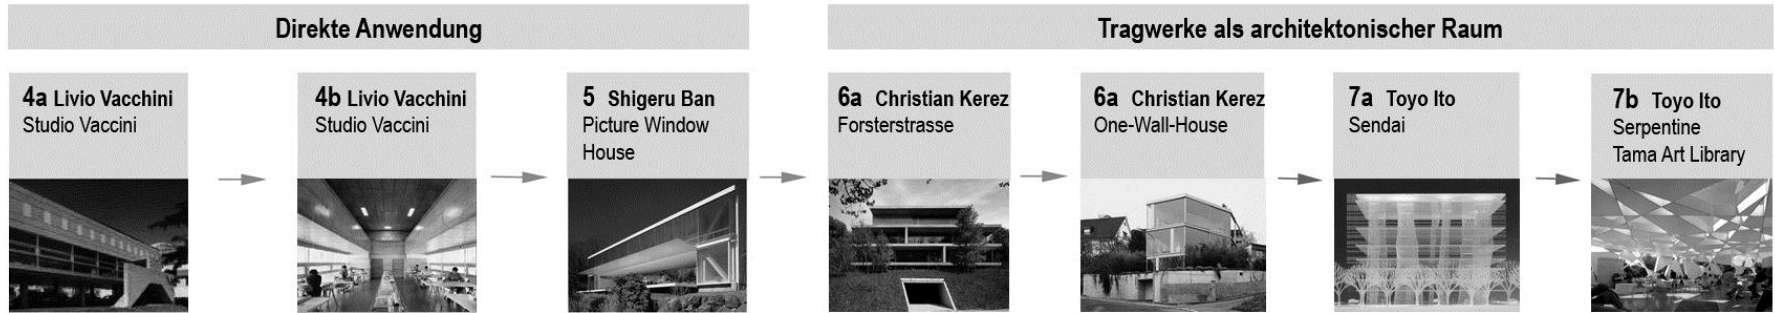 Direkte Anwendung
Tragwerke als architektonischer Raum
4a Livio Vacchini
Studio Vaccini
4b Livio Vacchini
Studio Vaccini
5 Shigeru Ban
Picture Window
House
6a Christian Kerez
Forsterstrasse
6a Christian Kerez
One-Wall-House
7a Toyo Ito
Sendai
7b Toyo Ito
Serpentine
Tama Art Library